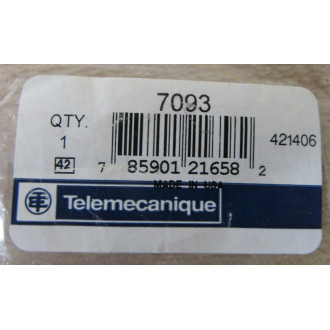 7093
QTY.
1
421406
42
7 85901 21658 2
MADE IN USA
Telemecanique